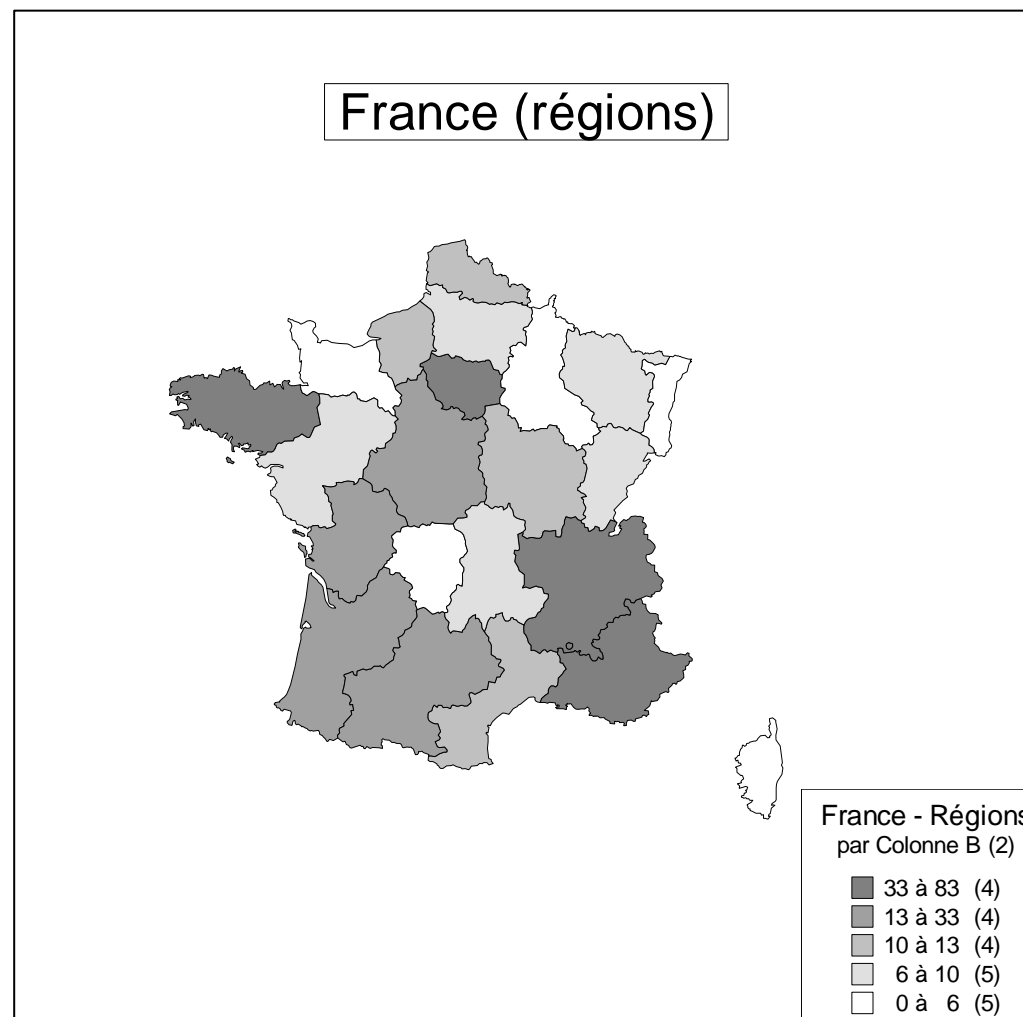 France (régions)
France - Régions
par Colonne B (2)
33 à 83 (4)
13 à 33 (4)
10 à 13 (4)
6 à 10 (5)
0 à 6 (5)